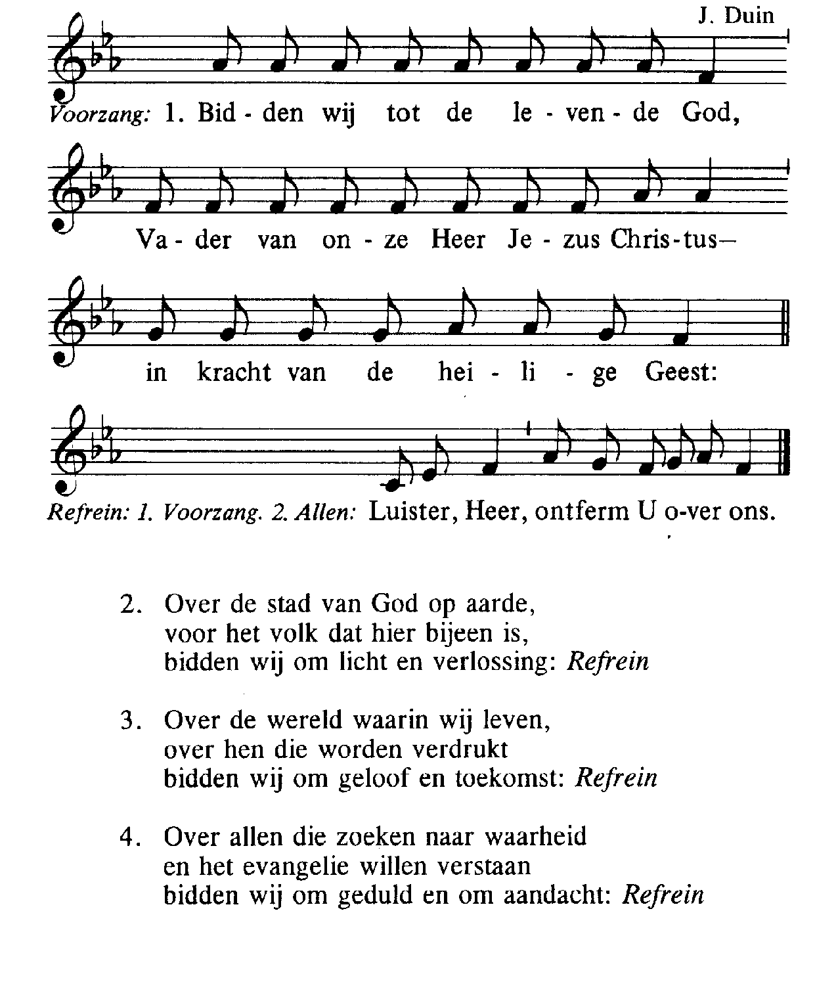 J. Duin
Voorzang: 1. Bid - den wij tot de le - ven - de God,
Va - der van on - ze Heer Je - zus Chris-tus—
in kracht van de hei - li - ge Geest:
Refrein: 1. Voorzang. 2. Allen: Luister, Heer, ontferm U o-ver ons.
2. Over de stad van God op aarde,
voor het volk dat hier bijeen is,
bidden wij om licht en verlossing: Refrein
3. Over de wereld waarin wij leven,
over hen die worden verdrukt
bidden wij om geloof en toekomst: Refrein
4. Over allen die zoeken naar waarheid
en het evangelie willen verstaan
bidden wij om geduld en om aandacht: Refrein